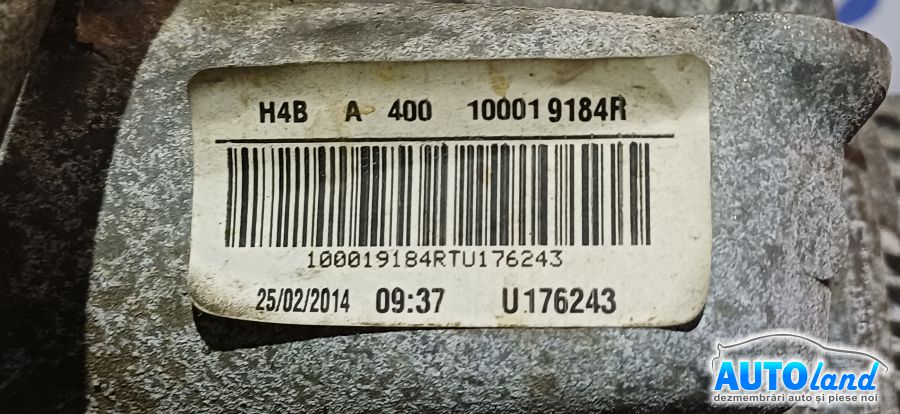 H4B A 400 100019184R
100019184RTU176243
25/02/2014 09:37 U176243
AUTOland
dezmembrări auto și piese noi